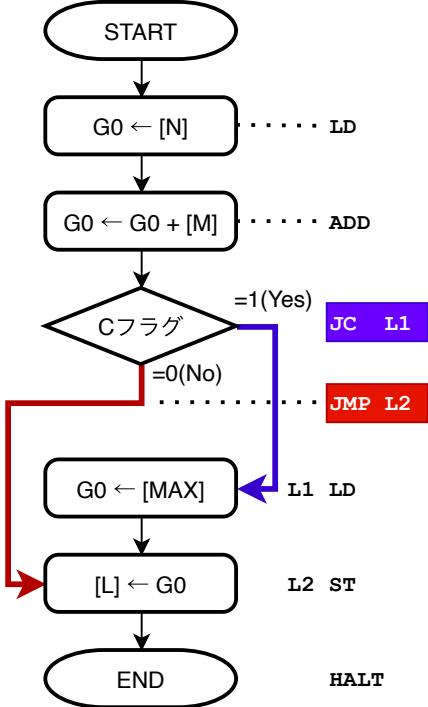 START
G0 ← [N]
LD
G0 ← G0 + [M]
ADD
=1(Yes)
Cフラグ
JC L1
=0(No)
JMP L2
G0 ← [MAX]
L1 LD
[L] ← G0
L2 ST
END
HALT